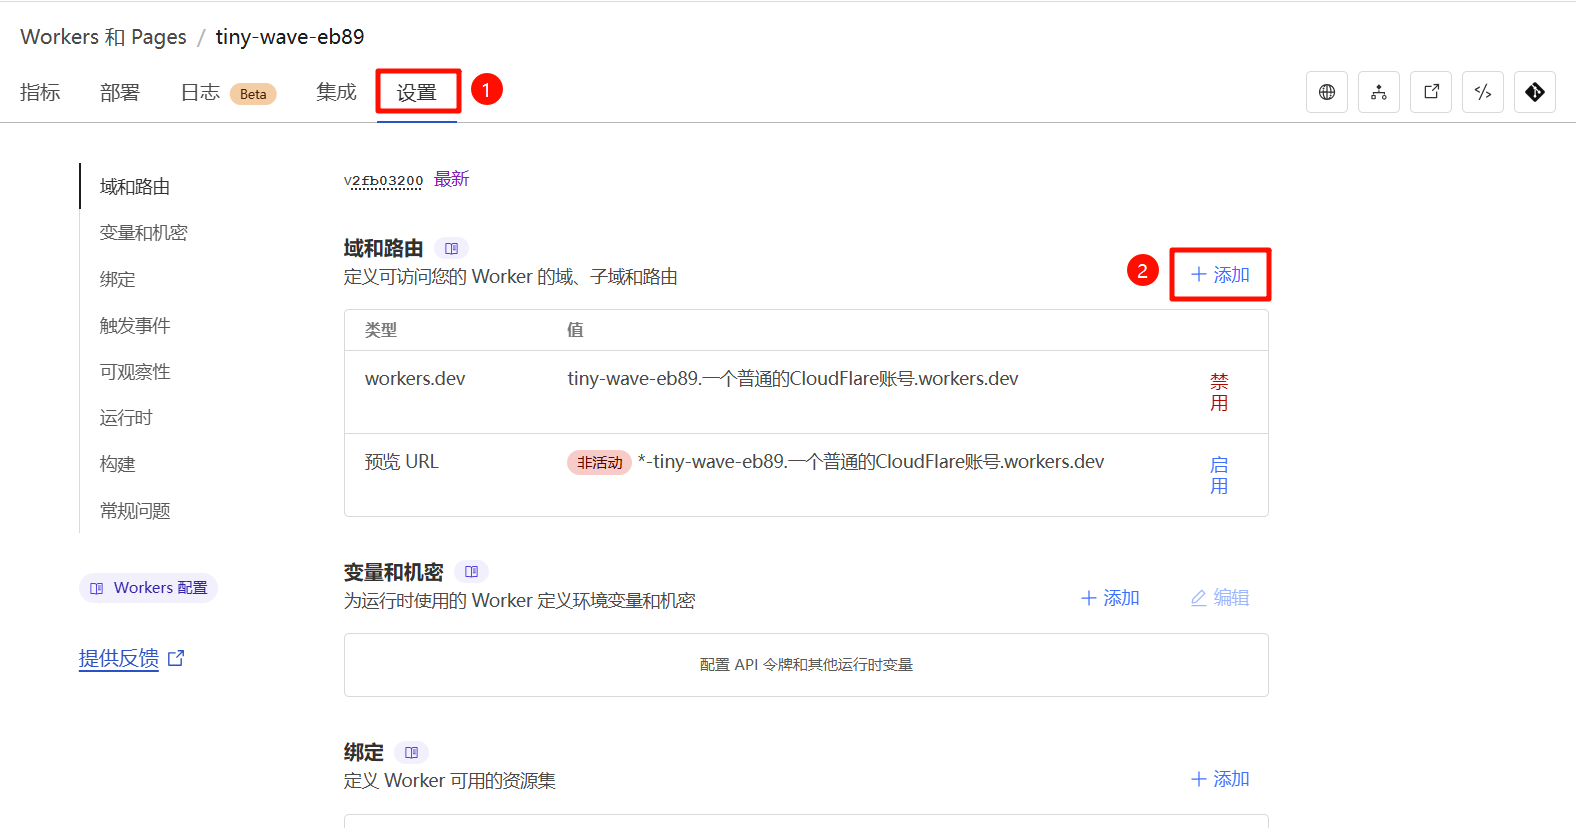 Workers 和 Pages / tiny-wave-eb89
指标 部署 日志 Beta 集成 设置 1
域和路由
变量和机密
绑定
触发事件
可观察性
运行时
构建
常规问题
Workers 配置
提供反馈
v2fb03200 最新
域和路由
定义可访问您的 Worker 的域、子域和路由
2 添加
类型 值
workers.dev tiny-wave-eb89.一个普通的CloudFlare账号.workers.dev 禁用
预览 URL 非活动 *-tiny-wave-eb89.一个普通的CloudFlare账号.workers.dev 启用
变量和机密
为运行时使用的 Worker 定义环境变量和机密
添加 编辑
配置 API 令牌和其他运行时变量
绑定
定义 Worker 可用的资源集
添加